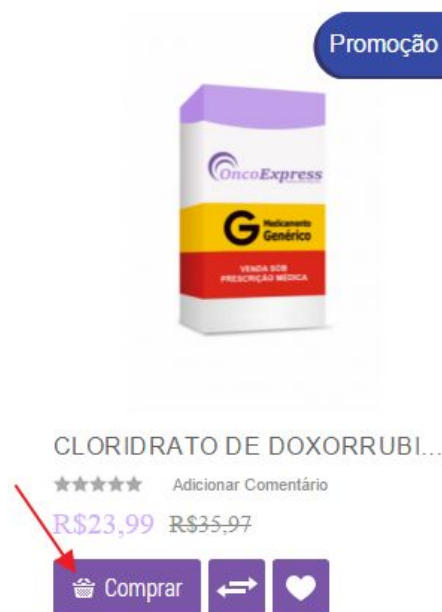 Promoção
OncoExpress
G Medicamento
Genérico
VENDA SOB
PRESCRIÇÃO MÉDICA
CLORIDRATO DE DOXORRUBI...
Adicionar Comentário
R$23,99 R$35,97
Comprar